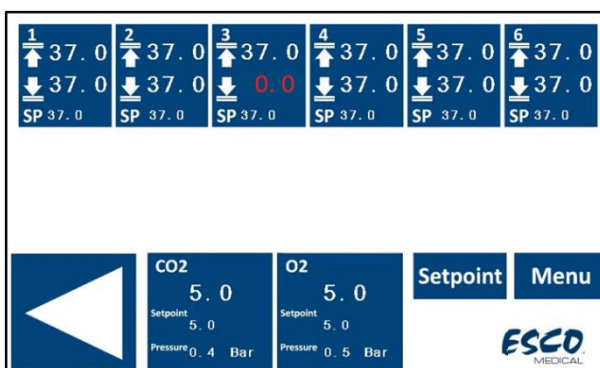 1 2 3 4 5 6
37.0 37.0 37.0 37.0 37.0 37.0
37.0 37.0 0.0 37.0 37.0 37.0
SP 37.0 SP 37.0 SP 37.0 SP 37.0 SP 37.0 SP 37.0
CO2 O2 Setpoint Menu
5.0 5.0
Setpoint Setpoint
5.0 5.0
Pressure 0.4 Bar Pressure 0.5 Bar
ESCO
MEDICAL